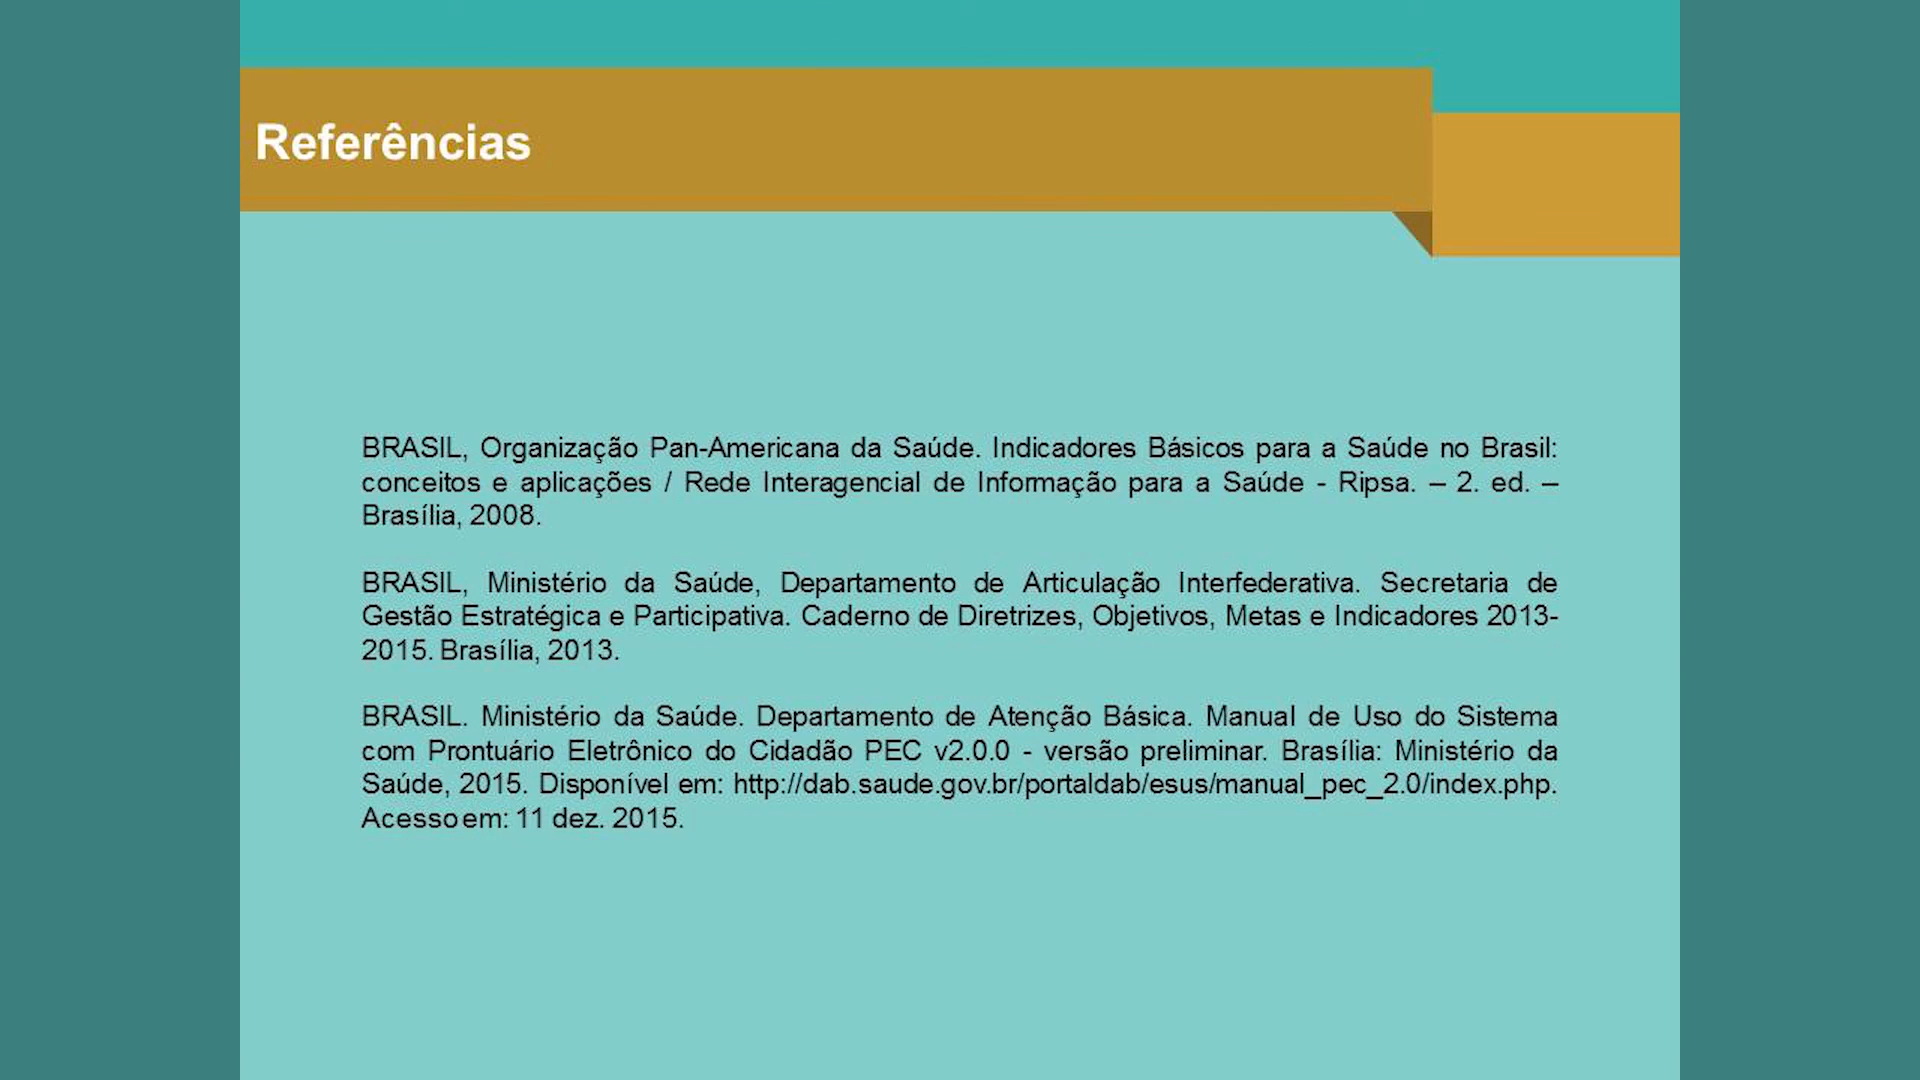 Referências
BRASIL, Organização Pan-Americana da Saúde. Indicadores Básicos para a Saúde no Brasil:
conceitos e aplicações / Rede Interagencial de Informação para a Saúde - Ripsa. – 2. ed. –
Brasília, 2008.
BRASIL, Ministério da Saúde, Departamento de Articulação Interfederativa. Secretaria de
Gestão Estratégica e Participativa. Caderno de Diretrizes, Objetivos, Metas e Indicadores 2013-
2015. Brasília, 2013.
BRASIL. Ministério da Saúde. Departamento de Atenção Básica. Manual de Uso do Sistema
com Prontuário Eletrônico do Cidadão PEC v2.0.0 - versão preliminar. Brasília: Ministério da
Saúde, 2015. Disponível em: http://dab.saude.gov.br/portaldab/esus/manual_pec_2.0/index.php.
Acesso em: 11 dez. 2015.